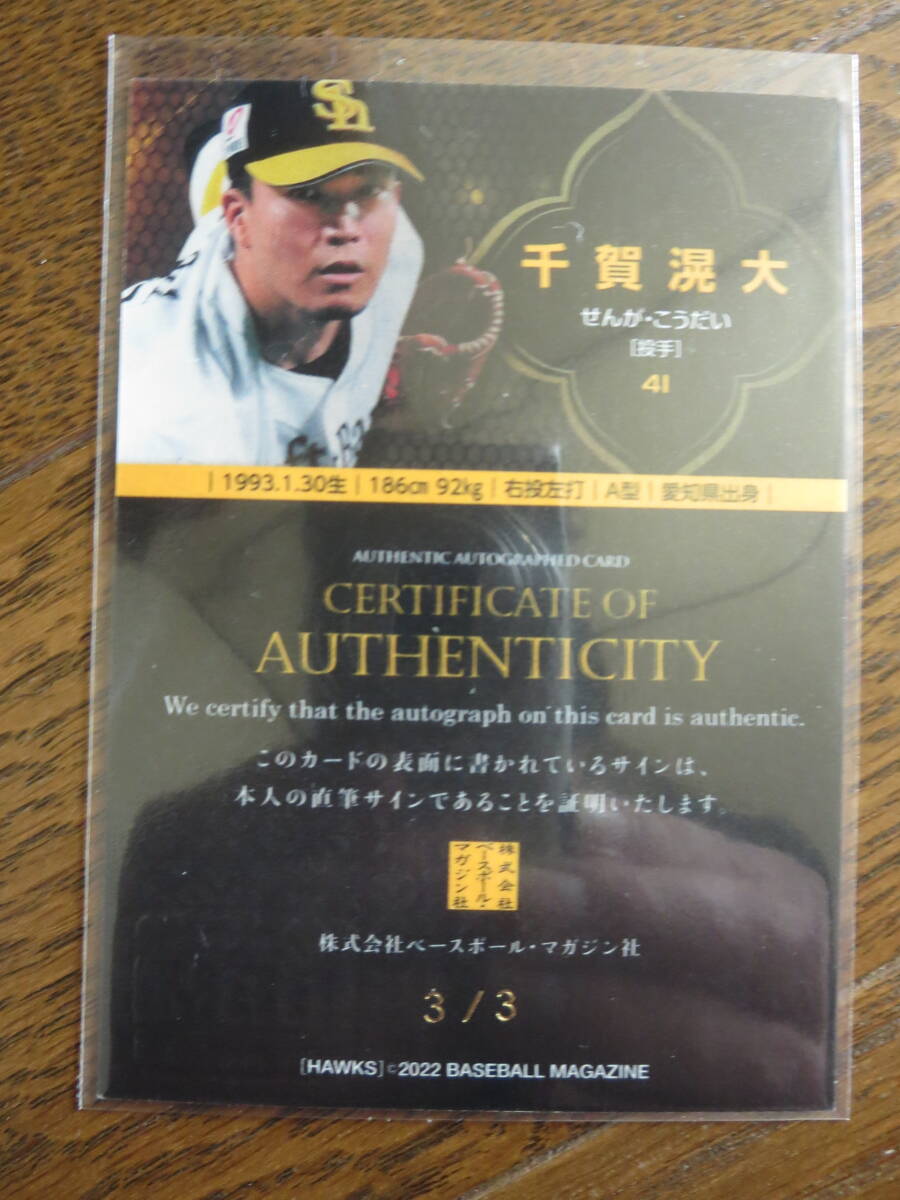 SH
千賀滉大
せんが・こうだい
[投手]
41
| 1993.1.30生 | 186㎝ 92㎏ | 右投左打 | A型 | 愛知県出身 |
AUTHENTIC AUTOGRAPHED CARD
CERTIFICATE OF
AUTHENTICITY
We certify that the autograph on this card is authentic.
このカードの表面に書かれているサインは、
本人の直筆サインであることを証明いたします。
株式会社
ベースボール・
マガジン社
株式会社ベースボール・マガジン社
3/3
[HAWKS]©2022 BASEBALL MAGAZINE